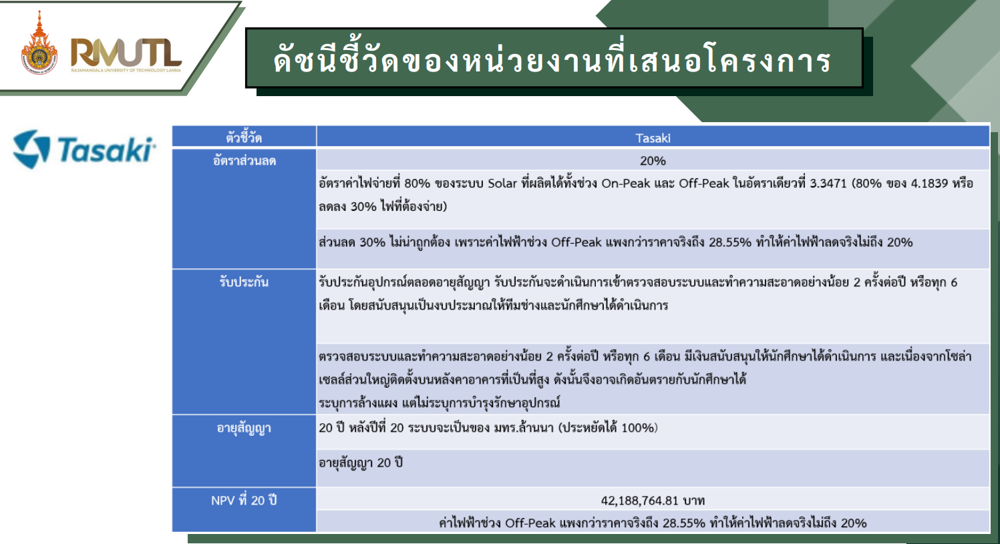 RMUTL
RAJAMANGALA UNIVERSITY OF TECHNOLOGY LANNA
ดัชนีชี้วัดของหน่วยงานที่เสนอโครงการ
Tasaki
ตัวชี้วัด
Tasaki
อัตราส่วนลด
20%
อัตราค่าไฟจ่ายที่ 80% ของระบบ Solar ที่ผลิตได้ทั้งช่วง On-Peak และ Off-Peak ในอัตราเดียวที่ 3.3471 (80% ของ 4.1839 หรือ
ลดลง 30% ไฟที่ต้องจ่าย)
ส่วนลด 30% ไม่น่าถูกต้อง เพราะค่าไฟฟ้าช่วง Off-Peak แพงกว่าราคาจริงถึง 28.55% ทำให้ค่าไฟฟ้าลดจริงไม่ถึง 20%
รับประกัน
รับประกันอุปกรณ์ตลอดอายุสัญญา รับประกันจะดำเนินการเข้าตรวจสอบระบบและทำความสะอาดอย่างน้อย 2 ครั้งต่อปี หรือทุก 6
เดือน โดยสนับสนุนเป็นงบประมาณให้ทีมช่างและนักศึกษาได้ดำเนินการ
ตรวจสอบระบบและทำความสะอาดอย่างน้อย 2 ครั้งต่อปี หรือทุก 6 เดือน มีเงินสนับสนุนให้นักศึกษาได้ดำเนินการ และเนื่องจากโซล่า
เซลล์ส่วนใหญ่ติดตั้งบนหลังคาอาคารที่เป็นที่สูง ดังนั้นจึงอาจเกิดอันตรายกับนักศึกษาได้
ระบุการล้างแผง แต่ไม่ระบุการบำรุงรักษาอุปกรณ์
อายุสัญญา
20 ปี หลังปีที่ 20 ระบบจะเป็นของ มทร.ล้านนา (ประหยัดได้ 100%)
อายุสัญญา 20 ปี
NPV ที่ 20 ปี
42,188,764.81 บาท
ค่าไฟฟ้าช่วง Off-Peak แพงกว่าราคาจริงถึง 28.55% ทำให้ค่าไฟฟ้าลดจริงไม่ถึง 20%